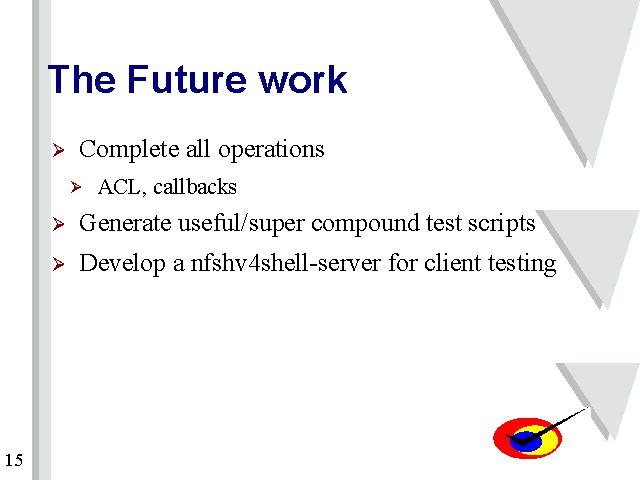 The Future work
Complete all operations
ACL, callbacks
Generate useful/super compound test scripts
Develop a nfshv4shell-server for client testing
15